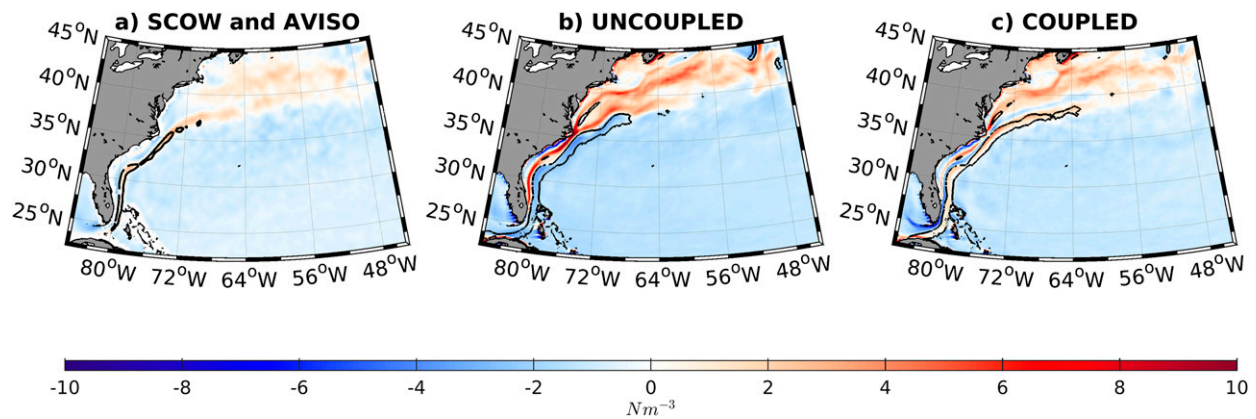 a) SCOW and AVISO
b) UNCOUPLED
c) COUPLED
45°N
40°N
35°N
30°N
25°N
80°W
72°W
64°W
56°W
48°W
45°N
40°N
35°N
30°N
25°N
80°W
72°W
64°W
56°W
48°W
45°N
40°N
35°N
30°N
25°N
80°W
72°W
64°W
56°W
48°W
-10 -8 -6 -4 -2 0 2 4 6 8 10
Nm⁻³